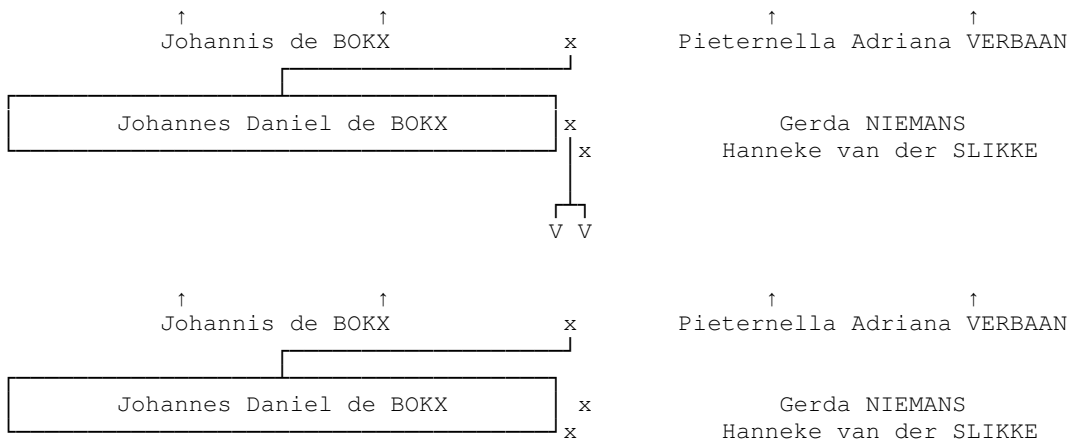 ↑ ↑ ↑ ↑
Johannis de BOKX x Pieternella Adriana VERBAAN
Johannes Daniel de BOKX x Gerda NIEMANS
x Hanneke van der SLIKKE
V V
↑ ↑ ↑ ↑
Johannis de BOKX x Pieternella Adriana VERBAAN
Johannes Daniel de BOKX x Gerda NIEMANS
x Hanneke van der SLIKKE